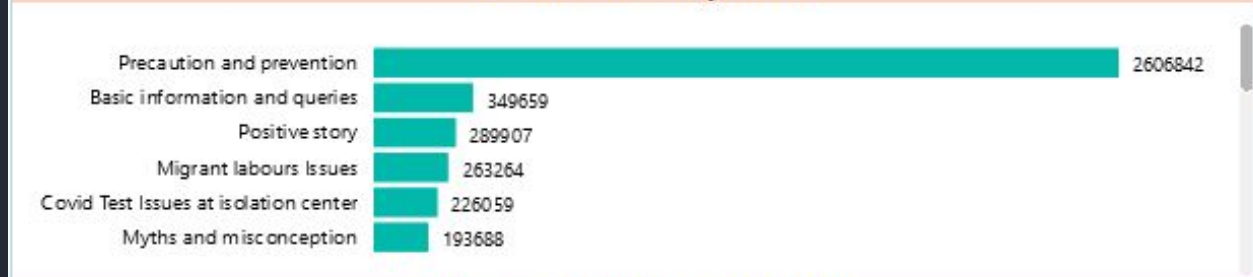 Precaution and prevention 2606842
Basic information and queries 349659
Positive story 289907
Migrant labours Issues 263264
Covid Test Issues at isolation center 226059
Myths and misconception 193688